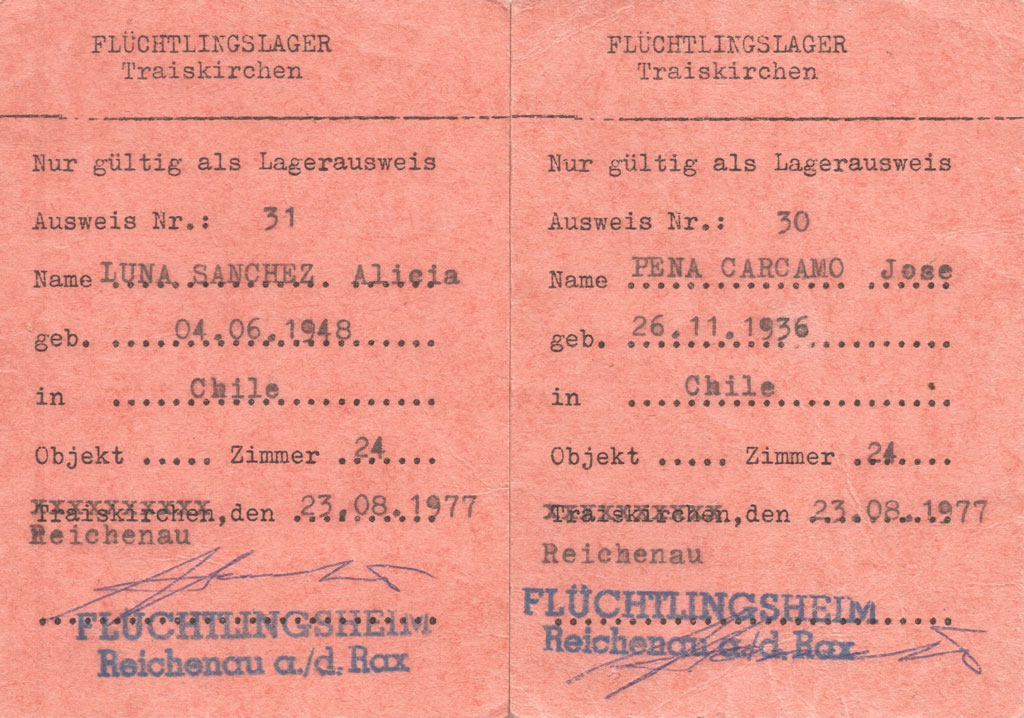 FLÜCHTLINGSLAGER
Traiskirchen
Nur gültig als Lagerausweis
Ausweis Nr.: 31
Name LUNA SANCHEZ. Alicia
geb. 04.06.1948
in Chile
Objekt ..... Zimmer 24
Traiskirchen, den 23.08.1977
Reichenau
FLÜCHTLINGSHEIM
Reichenau a./d. Rax
FLÜCHTLINGSLAGER
Traiskirchen
Nur gültig als Lagerausweis
Ausweis Nr.: 30
Name PENA CARCAMO Jose
geb. 26.11.1936
in Chile
Objekt ..... Zimmer 24
Traiskirchen, den 23.08.1977
Reichenau
FLÜCHTLINGSHEIM
Reichenau a./d. Rax